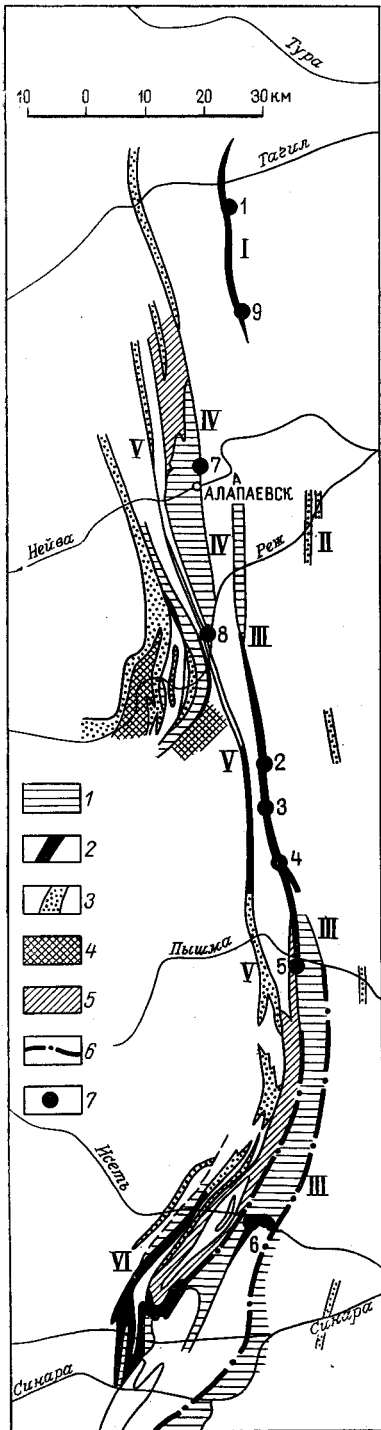 Тура
10 0 10 20 30 км
Тагил
1
I
9
IV
V
7
А
АЛАПАЕВСК
Нейва
IV
Реж
II
8
III
V
2
3
1
2
4
3
III
4
Пышма
V
5
5
6
7
Исеть
III
VI
6
Синара
Синара